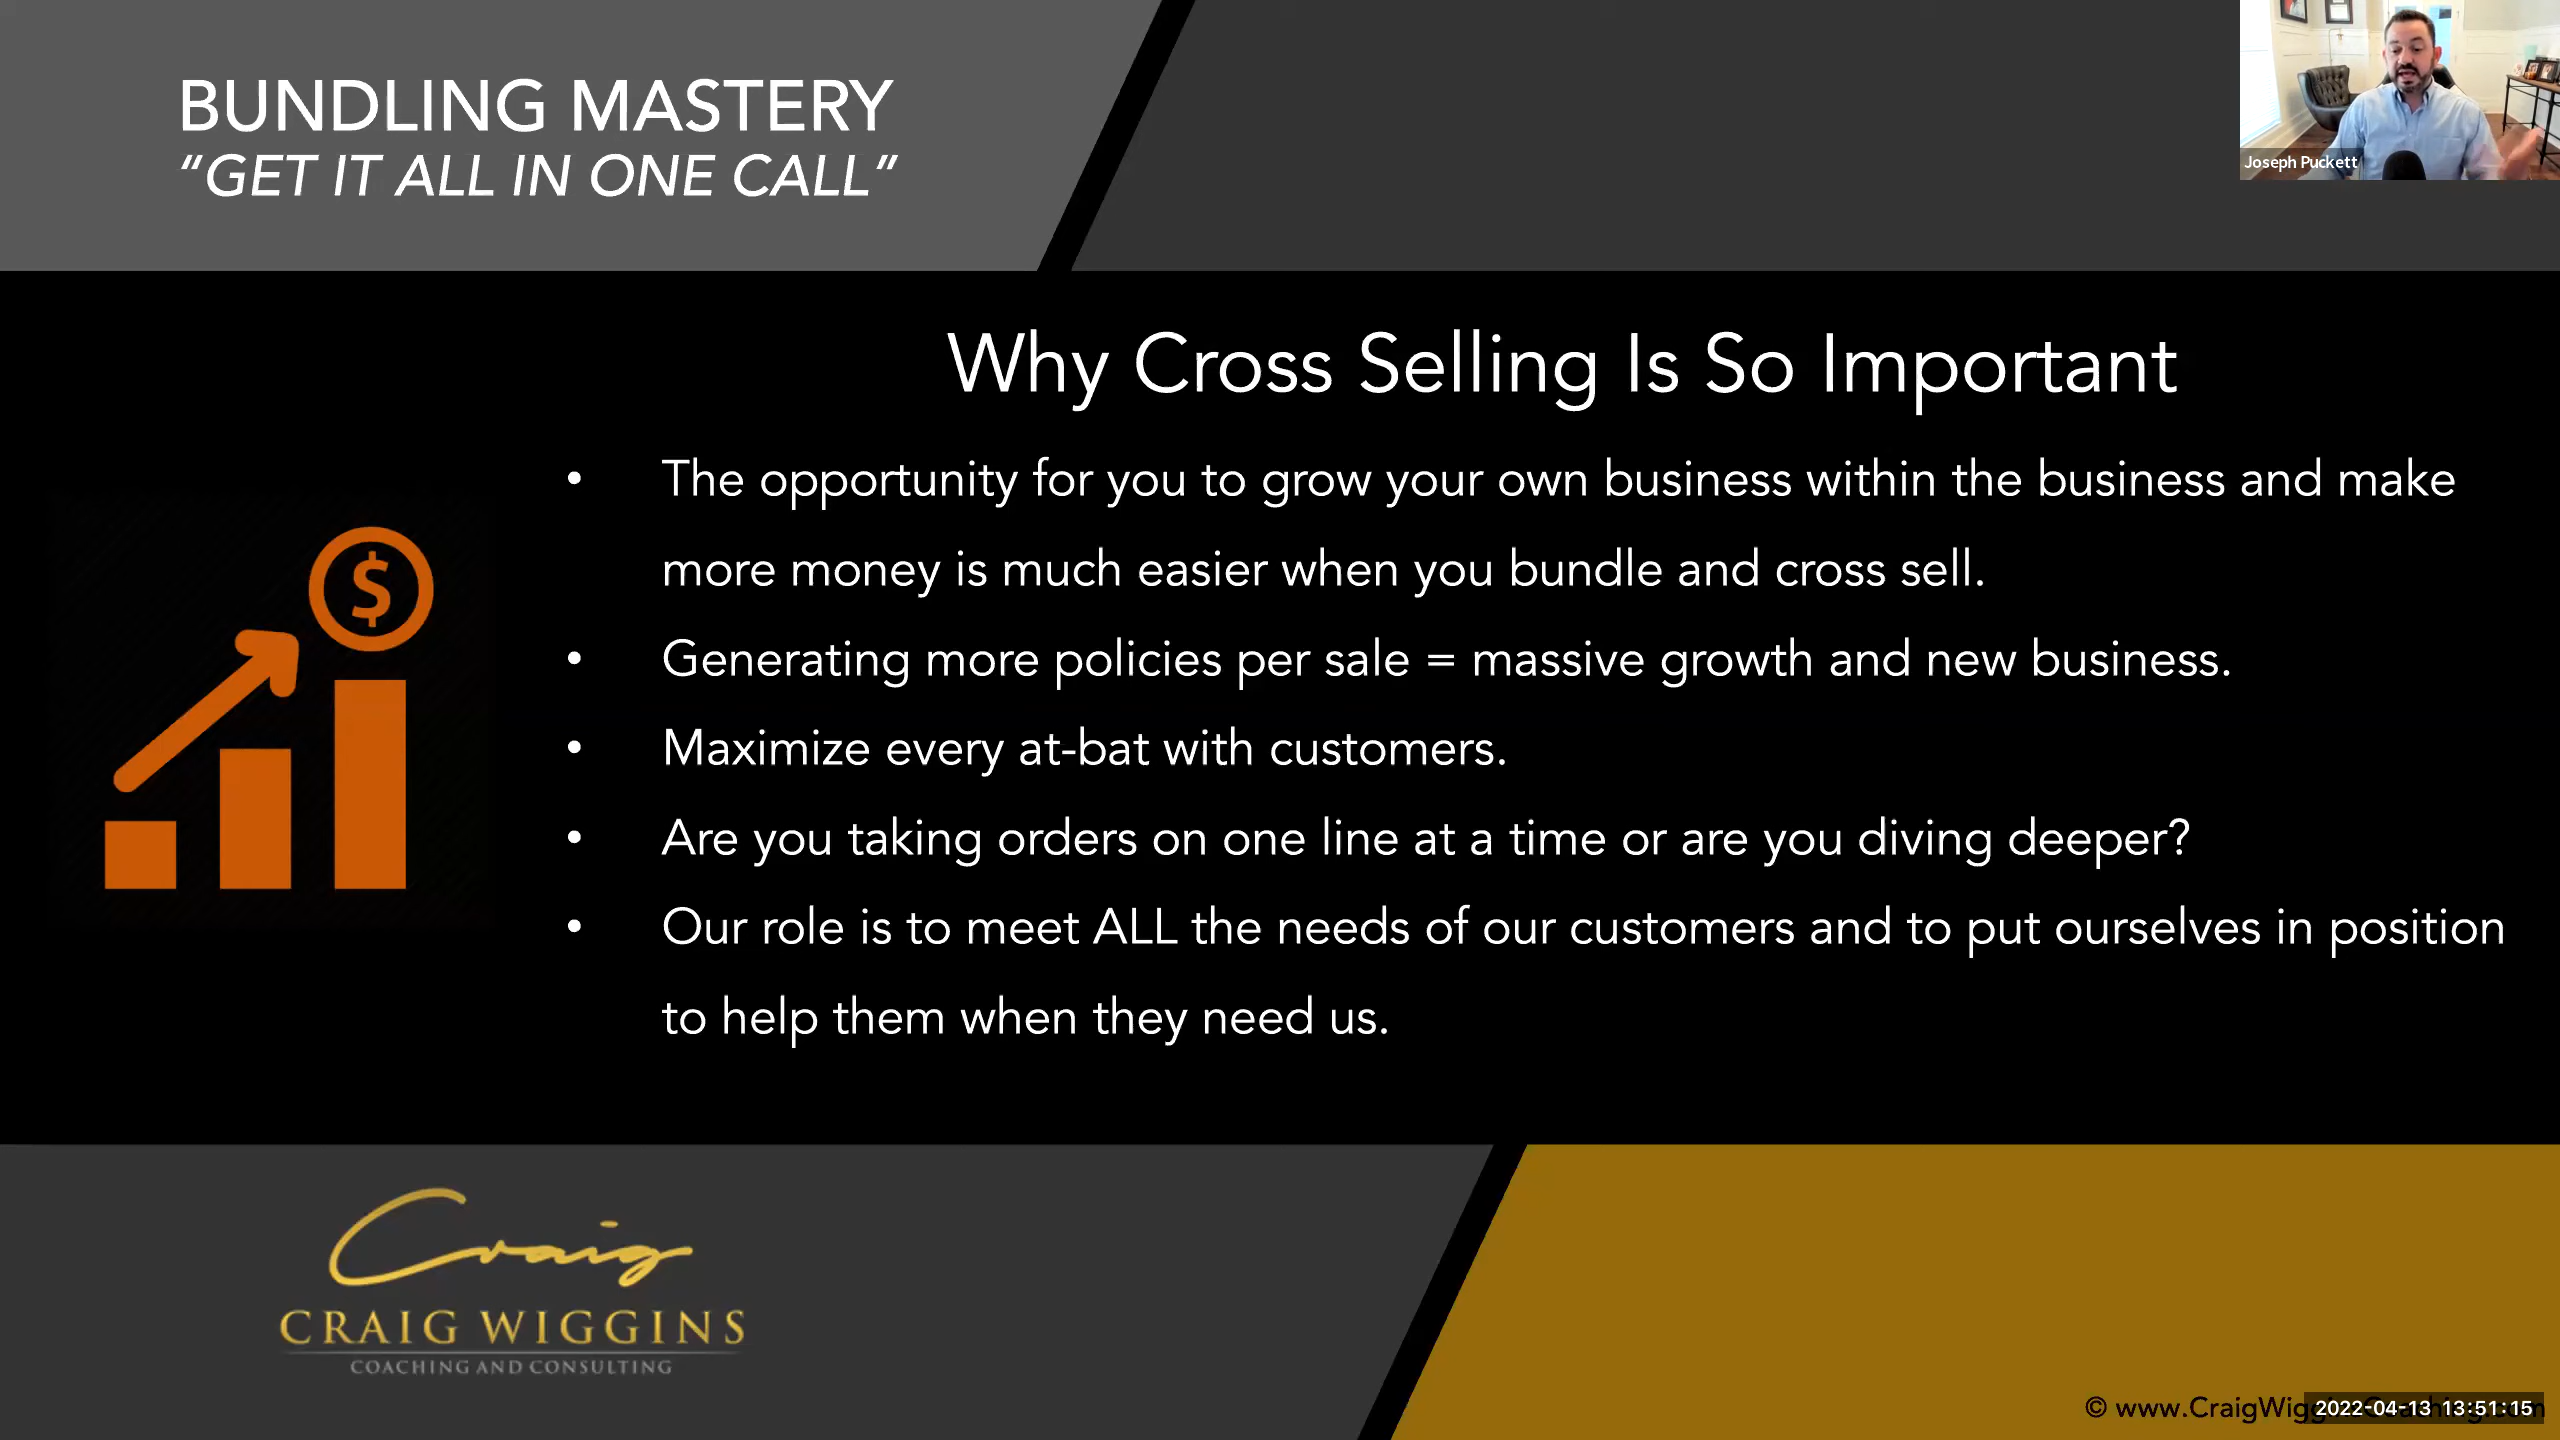 BUNDLING MASTERY
“GET IT ALL IN ONE CALL”
Joseph Puckett
Why Cross Selling Is So Important
• The opportunity for you to grow your own business within the business and make
more money is much easier when you bundle and cross sell.
• Generating more policies per sale = massive growth and new business.
• Maximize every at-bat with customers.
• Are you taking orders on one line at a time or are you diving deeper?
• Our role is to meet ALL the needs of our customers and to put ourselves in position
to help them when they need us.
$
Craig
CRAIG WIGGINS
COACHING AND CONSULTING
© www.CraigWigginsCoaching.com
2022-04-13 13:51:15